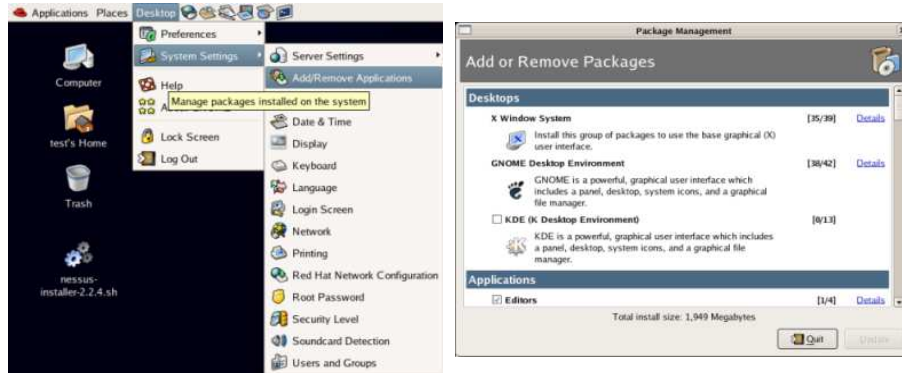 Applications Places Desktop
Preferences
System Settings
Help
Lock Screen
Log Out
Manage packages installed on the system
Server Settings
Add/Remove Applications
Date & Time
Display
Keyboard
Language
Login Screen
Network
Printing
Red Hat Network Configuration
Root Password
Security Level
Soundcard Detection
Users and Groups
Computer
test's Home
Trash
nessus-
installer-2.2.4.sh
Package Management
Add or Remove Packages
Desktops
X Window System [35/39] Details
Install this group of packages to use the base graphical (X)
user interface.
GNOME Desktop Environment [38/42] Details
GNOME is a powerful, graphical user interface which
includes a panel, desktop, system icons, and a graphical
file manager.
KDE (K Desktop Environment) [0/13]
KDE is a powerful, graphical user interface which includes
a panel, desktop, system icons, and a graphical file
manager.
Applications
Editors [1/4] Details
Total install size: 1,949 Megabytes
Quit